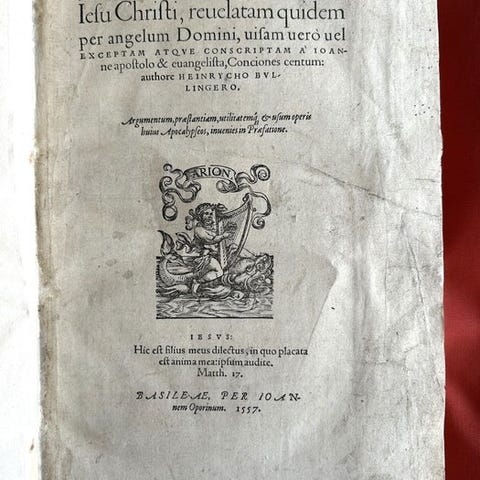 Iesu Christi, reuelatam quidem
per angelum Domini, uisam uerò uel
EXCEPTAM ATQVE CONSCRIPTAM A' IOAN-
ne apostolo & euangelista, Conciones centum:
authore HEINRYCHO BVL-
LINGERO.
Argumentum, præstantiam, utilitatemq́;, & usum operis
huius Apocalypseos, inuenies in Præfatione.
ARION
IESVS:
Hic est filius meus dilectus, in quo placata
est anima mea: ipsum audite.
Matth. 17.
BASILEAE, PER IOAN-
nem Oporinum. 1557.